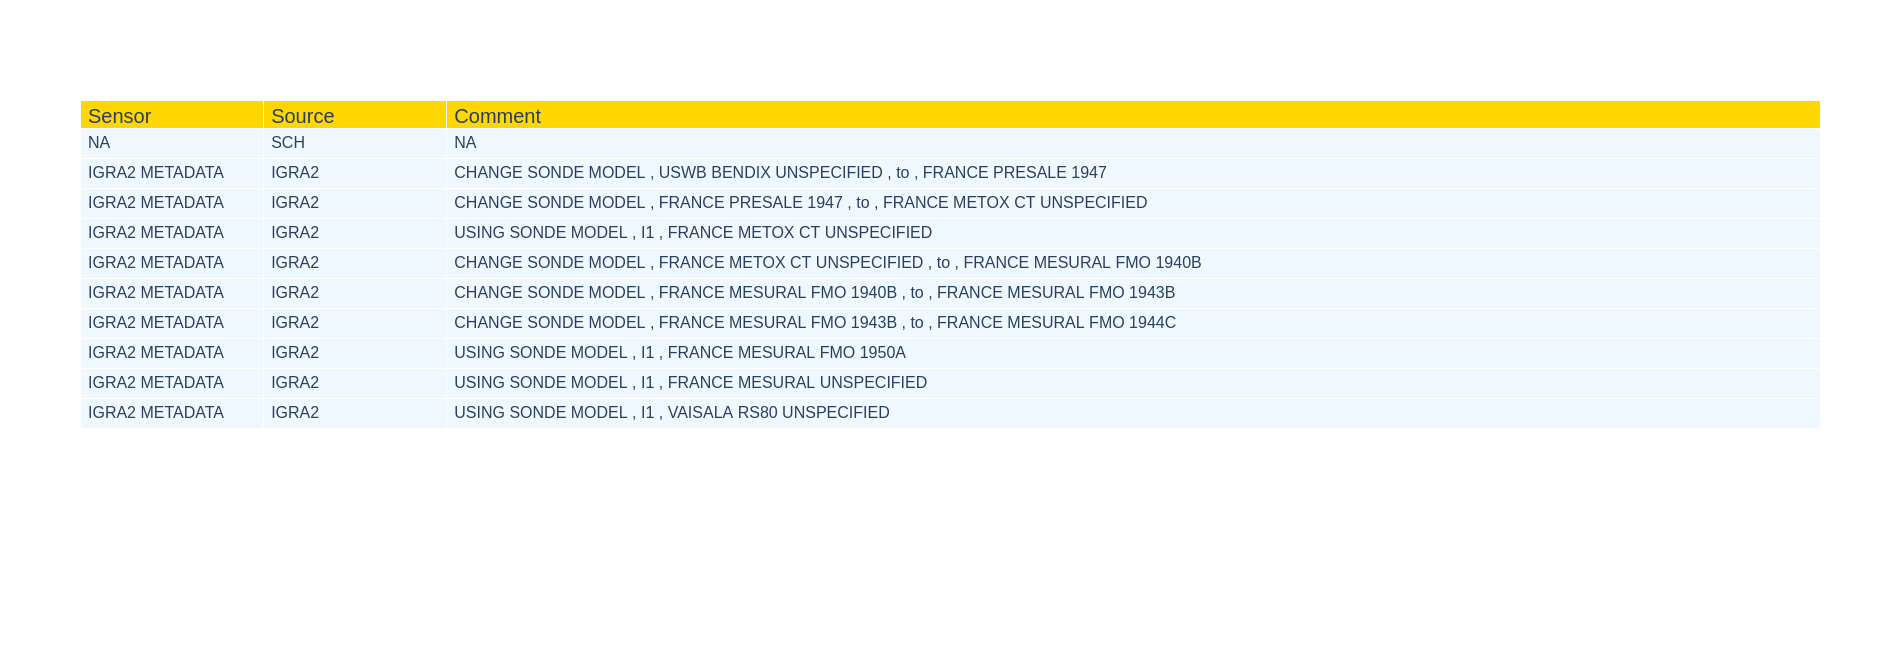 Sensor Source Comment
NA SCH NA
IGRA2 METADATA IGRA2 CHANGE SONDE MODEL , USWB BENDIX UNSPECIFIED , to , FRANCE PRESALE 1947
IGRA2 METADATA IGRA2 CHANGE SONDE MODEL , FRANCE PRESALE 1947 , to , FRANCE METOX CT UNSPECIFIED
IGRA2 METADATA IGRA2 USING SONDE MODEL , I1 , FRANCE METOX CT UNSPECIFIED
IGRA2 METADATA IGRA2 CHANGE SONDE MODEL , FRANCE METOX CT UNSPECIFIED , to , FRANCE MESURAL FMO 1940B
IGRA2 METADATA IGRA2 CHANGE SONDE MODEL , FRANCE MESURAL FMO 1940B , to , FRANCE MESURAL FMO 1943B
IGRA2 METADATA IGRA2 CHANGE SONDE MODEL , FRANCE MESURAL FMO 1943B , to , FRANCE MESURAL FMO 1944C
IGRA2 METADATA IGRA2 USING SONDE MODEL , I1 , FRANCE MESURAL FMO 1950A
IGRA2 METADATA IGRA2 USING SONDE MODEL , I1 , FRANCE MESURAL UNSPECIFIED
IGRA2 METADATA IGRA2 USING SONDE MODEL , I1 , VAISALA RS80 UNSPECIFIED